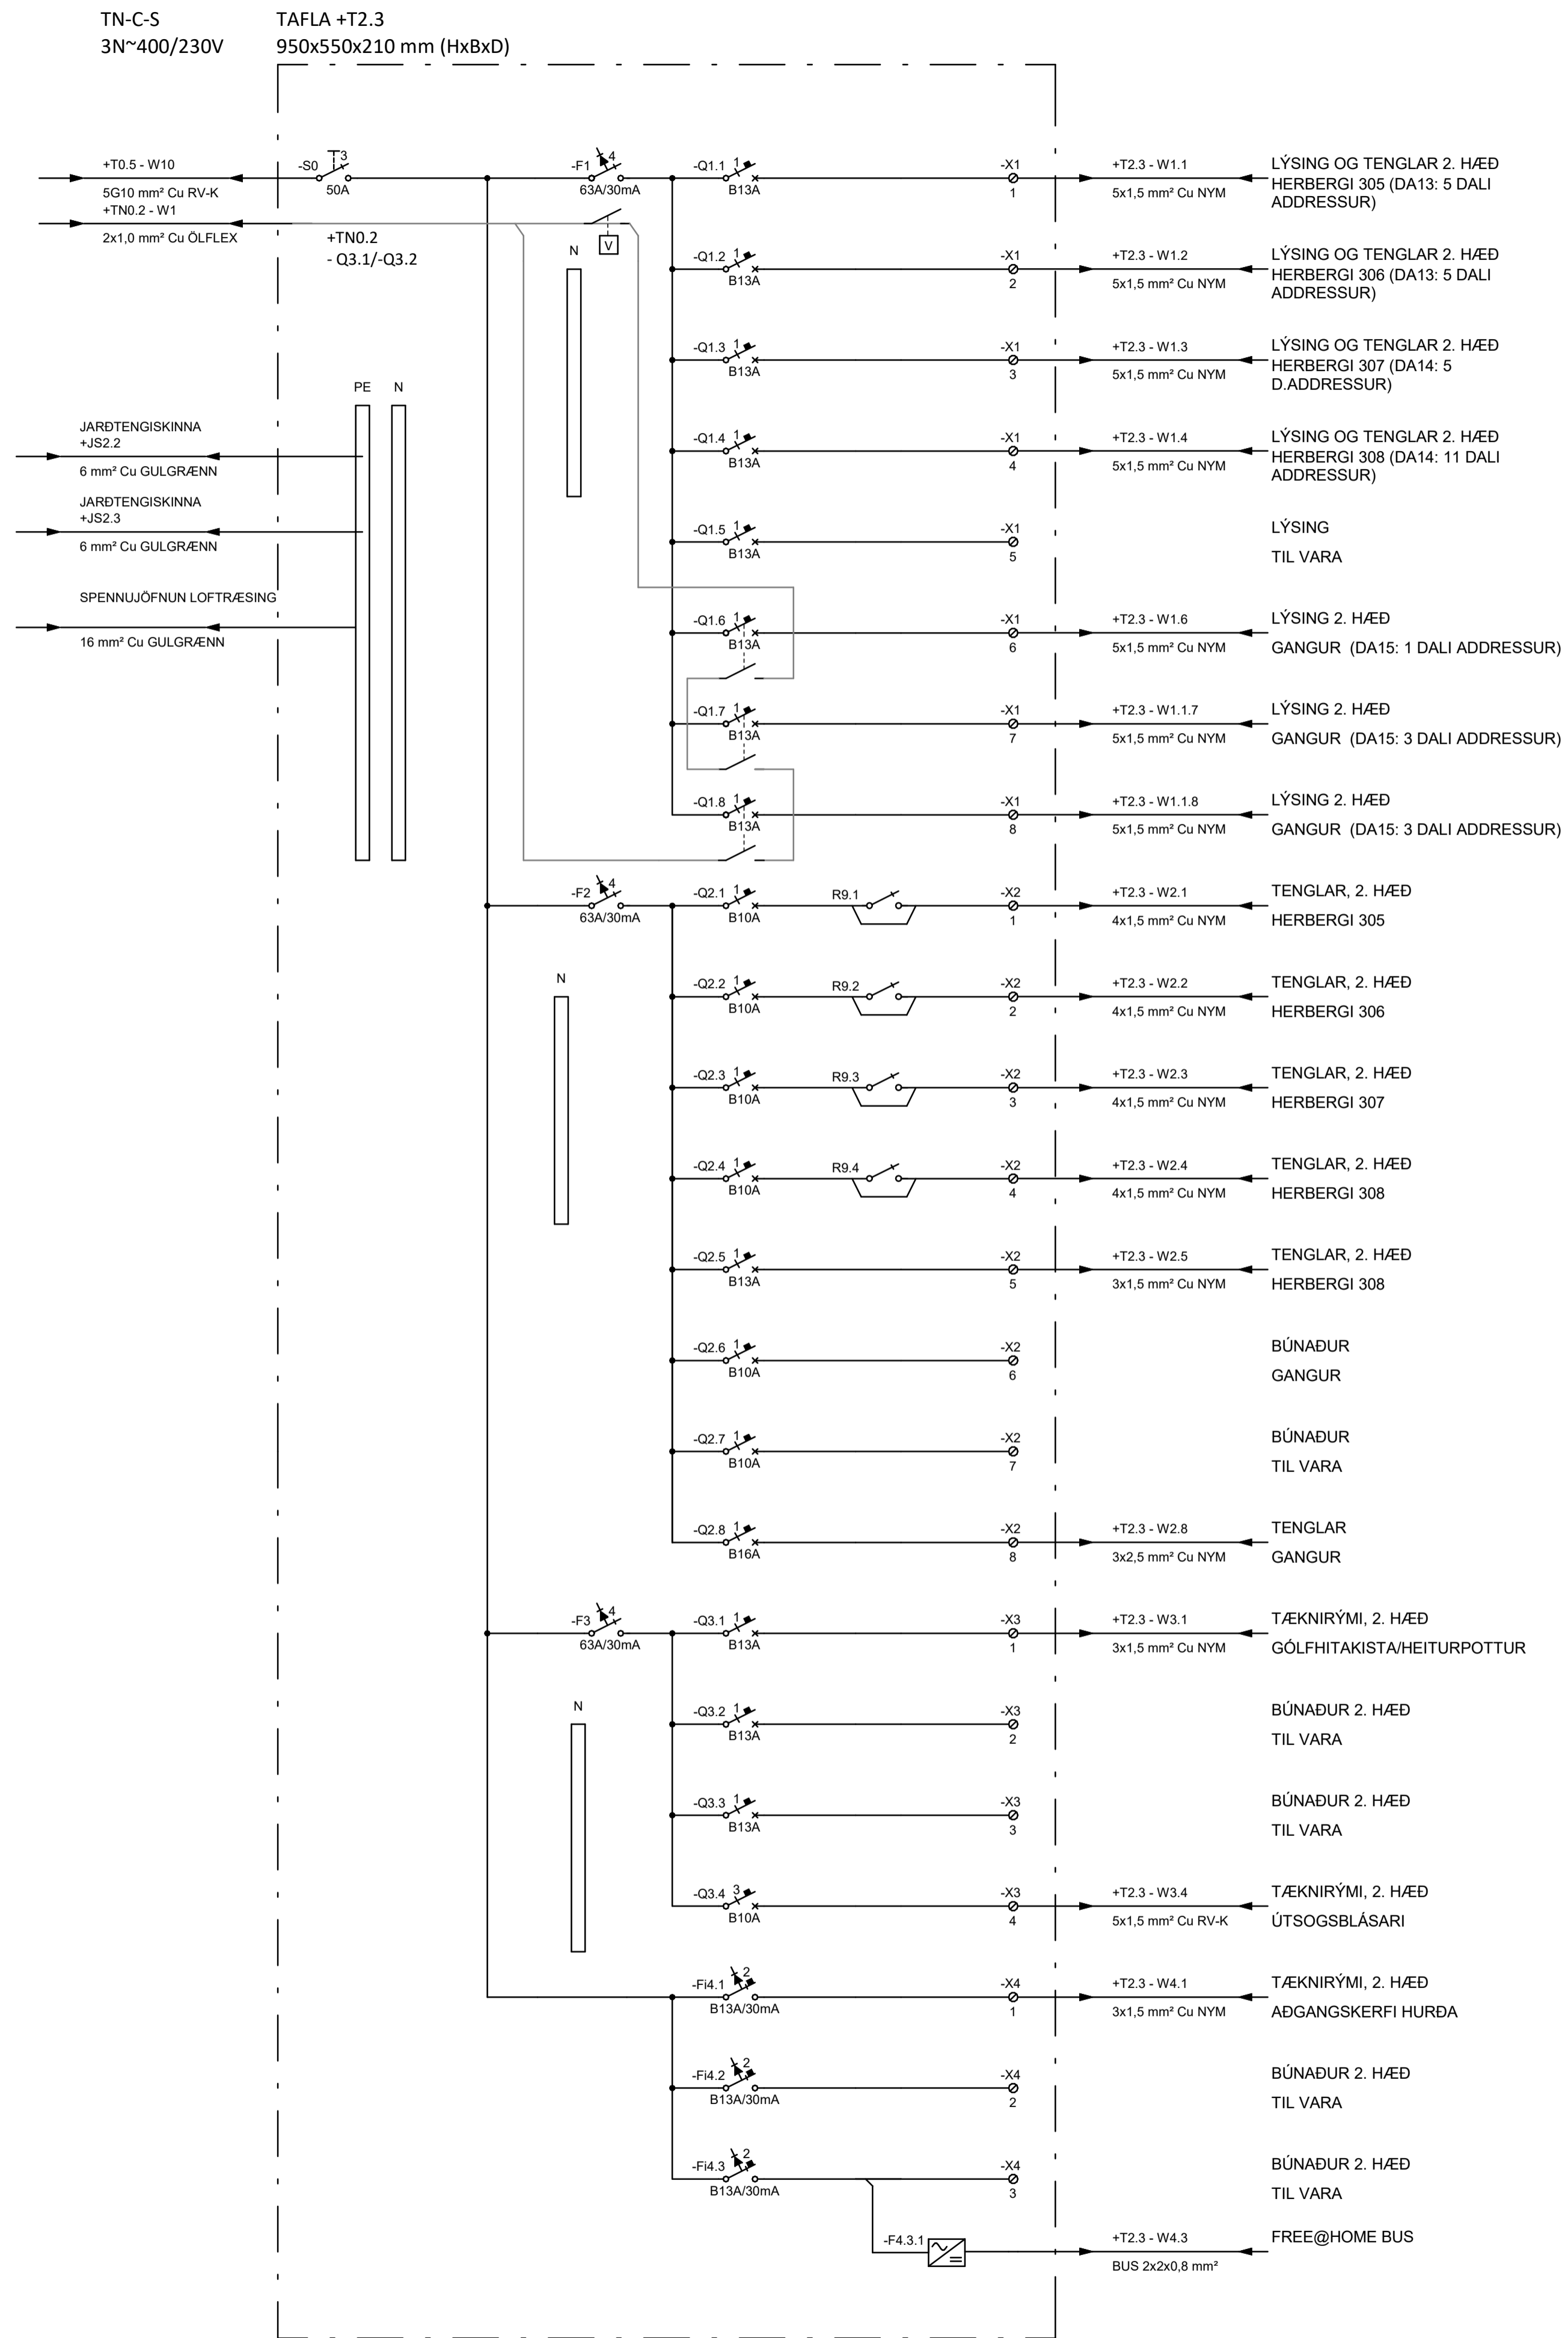 TN-C-S
3N~400/230V
TAFLA +T2.3
950x550x210 mm (HxBxD)
+T0.5 - W10
5G10 mm² Cu RV-K
+TN0.2 - W1
2x1,0 mm² Cu ÖLFLEX
-S0
3
50A
+TN0.2
- Q3.1/-Q3.2
-F1
4
63A/30mA
V
N
PE
N
JARÐTENGISKINNA
+JS2.2
6 mm² Cu GULGRÆNN
JARÐTENGISKINNA
+JS2.3
6 mm² Cu GULGRÆNN
SPENNUJÖFNUN LOFTRÆSING
16 mm² Cu GULGRÆNN
-Q1.1
1
B13A
-X1
1
+T2.3 - W1.1
5x1,5 mm² Cu NYM
LÝSING OG TENGLAR 2. HÆÐ
HERBERGI 305 (DA13: 5 DALI
ADDRESSUR)
-Q1.2
1
B13A
-X1
2
+T2.3 - W1.2
5x1,5 mm² Cu NYM
LÝSING OG TENGLAR 2. HÆÐ
HERBERGI 306 (DA13: 5 DALI
ADDRESSUR)
-Q1.3
1
B13A
-X1
3
+T2.3 - W1.3
5x1,5 mm² Cu NYM
LÝSING OG TENGLAR 2. HÆÐ
HERBERGI 307 (DA14: 5
D.ADDRESSUR)
-Q1.4
1
B13A
-X1
4
+T2.3 - W1.4
5x1,5 mm² Cu NYM
LÝSING OG TENGLAR 2. HÆÐ
HERBERGI 308 (DA14: 11 DALI
ADDRESSUR)
-Q1.5
1
B13A
-X1
5
LÝSING
TIL VARA
-Q1.6
1
B13A
-X1
6
+T2.3 - W1.6
5x1,5 mm² Cu NYM
LÝSING 2. HÆÐ
GANGUR (DA15: 1 DALI ADDRESSUR)
-Q1.7
1
B13A
-X1
7
+T2.3 - W1.1.7
5x1,5 mm² Cu NYM
LÝSING 2. HÆÐ
GANGUR (DA15: 3 DALI ADDRESSUR)
-Q1.8
1
B13A
-X1
8
+T2.3 - W1.1.8
5x1,5 mm² Cu NYM
LÝSING 2. HÆÐ
GANGUR (DA15: 3 DALI ADDRESSUR)
-F2
4
63A/30mA
N
-Q2.1
1
B10A
R9.1
-X2
1
+T2.3 - W2.1
4x1,5 mm² Cu NYM
TENGLAR, 2. HÆÐ
HERBERGI 305
-Q2.2
1
B10A
R9.2
-X2
2
+T2.3 - W2.2
4x1,5 mm² Cu NYM
TENGLAR, 2. HÆÐ
HERBERGI 306
-Q2.3
1
B10A
R9.3
-X2
3
+T2.3 - W2.3
4x1,5 mm² Cu NYM
TENGLAR, 2. HÆÐ
HERBERGI 307
-Q2.4
1
B10A
R9.4
-X2
4
+T2.3 - W2.4
4x1,5 mm² Cu NYM
TENGLAR, 2. HÆÐ
HERBERGI 308
-Q2.5
1
B13A
-X2
5
+T2.3 - W2.5
3x1,5 mm² Cu NYM
TENGLAR, 2. HÆÐ
HERBERGI 308
-Q2.6
1
B10A
-X2
6
BÚNAÐUR
GANGUR
-Q2.7
1
B10A
-X2
7
BÚNAÐUR
TIL VARA
-Q2.8
1
B16A
-X2
8
+T2.3 - W2.8
3x2,5 mm² Cu NYM
TENGLAR
GANGUR
-F3
4
63A/30mA
N
-Q3.1
1
B13A
-X3
1
+T2.3 - W3.1
3x1,5 mm² Cu NYM
TÆKNIRÝMI, 2. HÆÐ
GÓLFHITAKISTA/HEITURPOTTUR
-Q3.2
1
B13A
-X3
2
BÚNAÐUR 2. HÆÐ
TIL VARA
-Q3.3
1
B13A
-X3
3
BÚNAÐUR 2. HÆÐ
TIL VARA
-Q3.4
3
B10A
-X3
4
+T2.3 - W3.4
5x1,5 mm² Cu RV-K
TÆKNIRÝMI, 2. HÆÐ
ÚTSOGSBLÁSARI
-Fi4.1
2
B13A/30mA
-X4
1
+T2.3 - W4.1
3x1,5 mm² Cu NYM
TÆKNIRÝMI, 2. HÆÐ
AÐGANGSKERFI HURÐA
-Fi4.2
2
B13A/30mA
-X4
2
BÚNAÐUR 2. HÆÐ
TIL VARA
-Fi4.3
2
B13A/30mA
-X4
3
BÚNAÐUR 2. HÆÐ
TIL VARA
-F4.3.1
+T2.3 - W4.3
BUS 2x2x0,8 mm²
FREE@HOME BUS